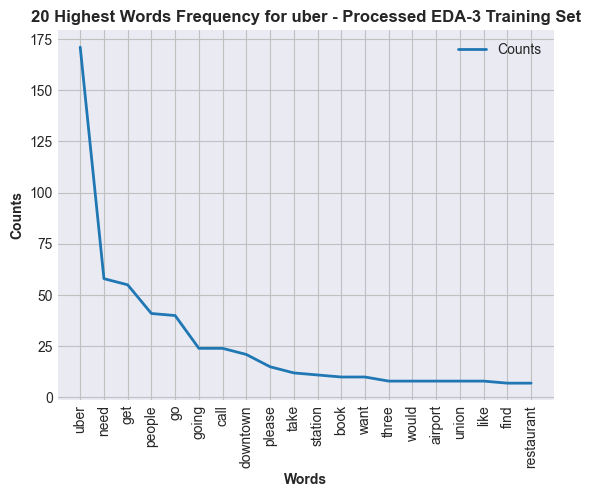 20 Highest Words Frequency for uber - Processed EDA-3 Training Set
Counts
175
150
125
100
75
50
25
0
Counts
uber
need
get
people
go
going
call
downtown
please
take
station
book
want
three
would
airport
union
like
find
restaurant
Words